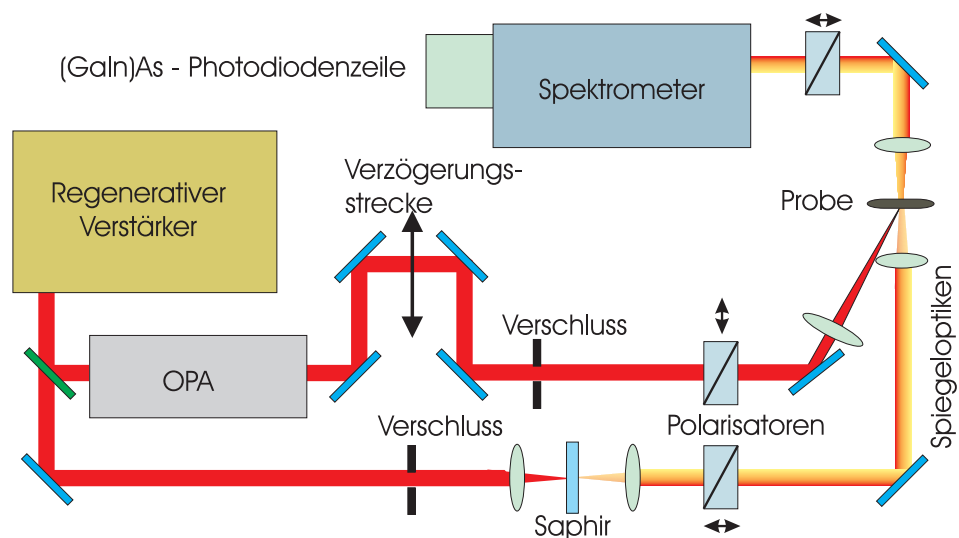 (GaIn)As - Photodiodenzeile
Spektrometer
Regenerativer
Verstärker
Verzögerungs-
strecke
Probe
Verschluss
OPA
Spiegeloptiken
Verschluss
Polarisatoren
Saphir